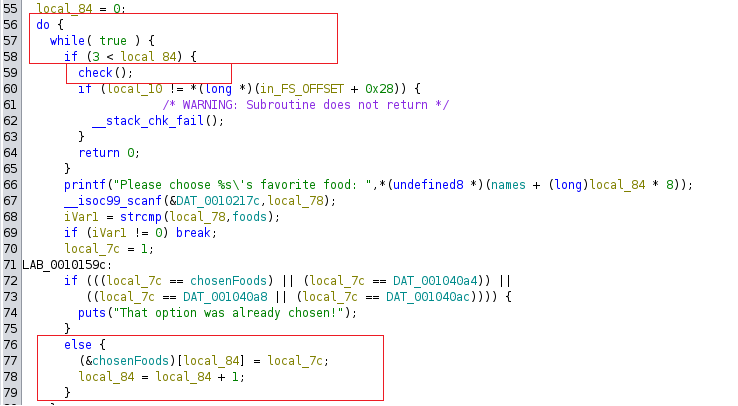 55 local_84 = 0;
56 do {
57 while( true ) {
58 if (3 < local_84) {
59 check();
60 if (local_10 != *(long *)(in_FS_OFFSET + 0x28)) {
61 /* WARNING: Subroutine does not return */
62 __stack_chk_fail();
63 }
64 return 0;
65 }
66 printf("Please choose %s\'s favorite food: ",*(undefined8 *)(names + (long)local_84 * 8));
67 __isoc99_scanf(&DAT_0010217c,local_78);
68 iVar1 = strcmp(local_78,foods);
69 if (iVar1 != 0) break;
70 local_7c = 1;
71 LAB_0010159c:
72 if (((local_7c == chosenFoods) || (local_7c == DAT_001040a4)) ||
73 ((local_7c == DAT_001040a8 || (local_7c == DAT_001040ac)))) {
74 puts("That option was already chosen!");
75 }
76 else {
77 (&chosenFoods)[local_84] = local_7c;
78 local_84 = local_84 + 1;
79 }